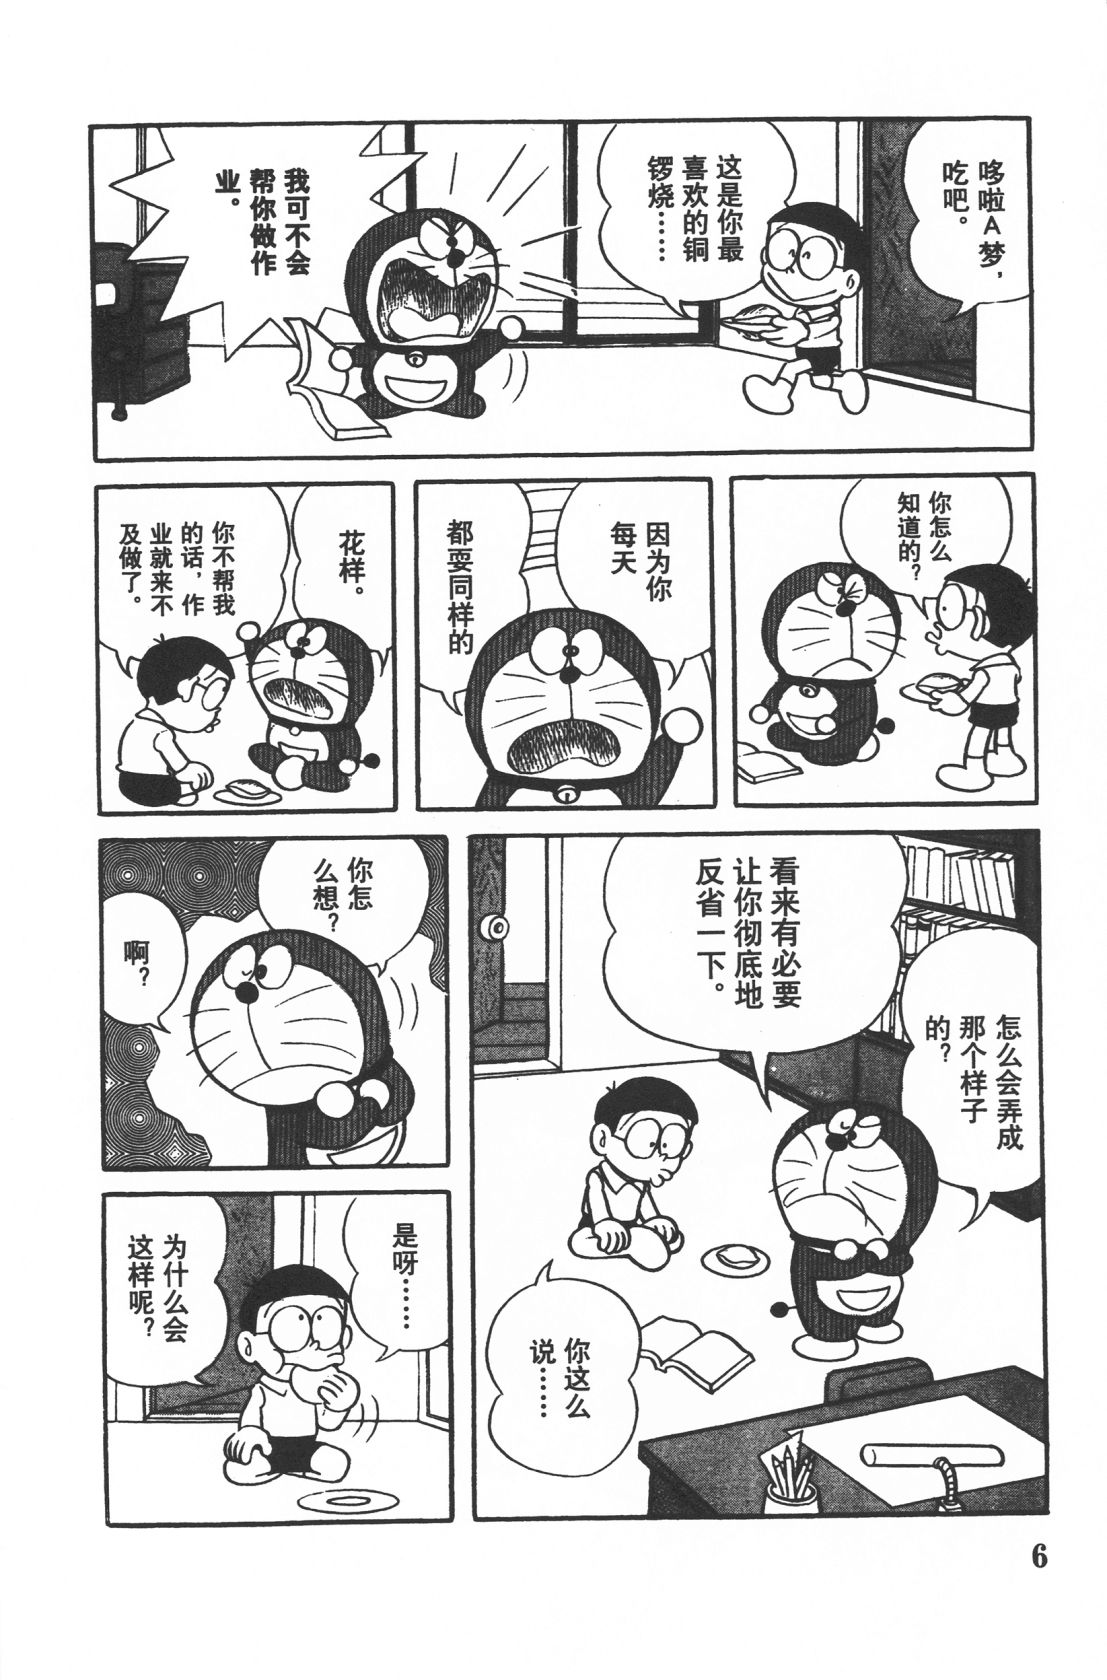 哆啦A梦，
吃吧。
这是你最
喜欢的铜
锣烧……
我可不会
帮你做作
业。
你怎么
知道的？
因为你
每天
都耍同样的
花样。
你不帮我
的话，作
业就来不
及做了。
怎么会弄成
那个样子
的？
看来有必要
让你彻底地
反省一下。
你这么
说……
你怎
么想？
啊？
是呀……
为什么会
这样呢？
6